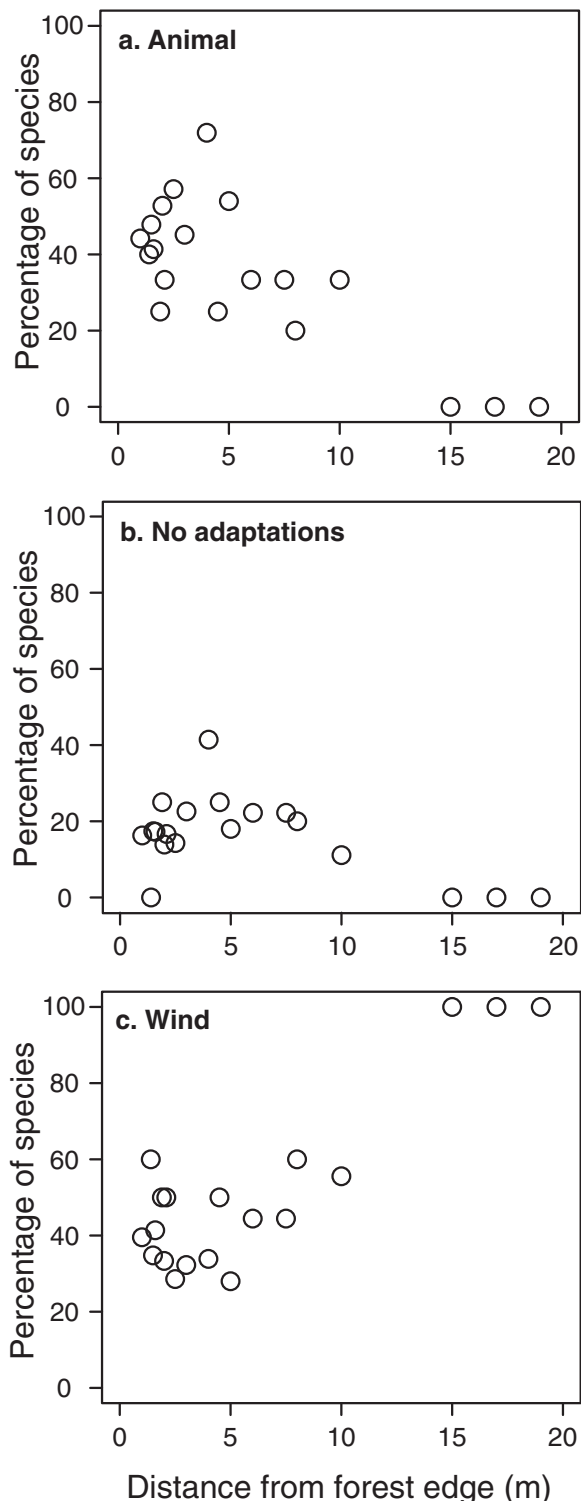 a. Animal
Percentage of species
100
80
60
40
20
0
0 5 10 15 20
b. No adaptations
Percentage of species
100
80
60
40
20
0
0 5 10 15 20
c. Wind
Percentage of species
100
80
60
40
20
0
0 5 10 15 20
Distance from forest edge (m)